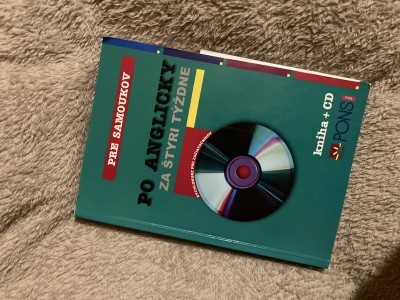 PRE SAMOUKOV
PO ANGLICKY
ZA ŠTYRI TÝŽDNE
kniha + CD
PONS